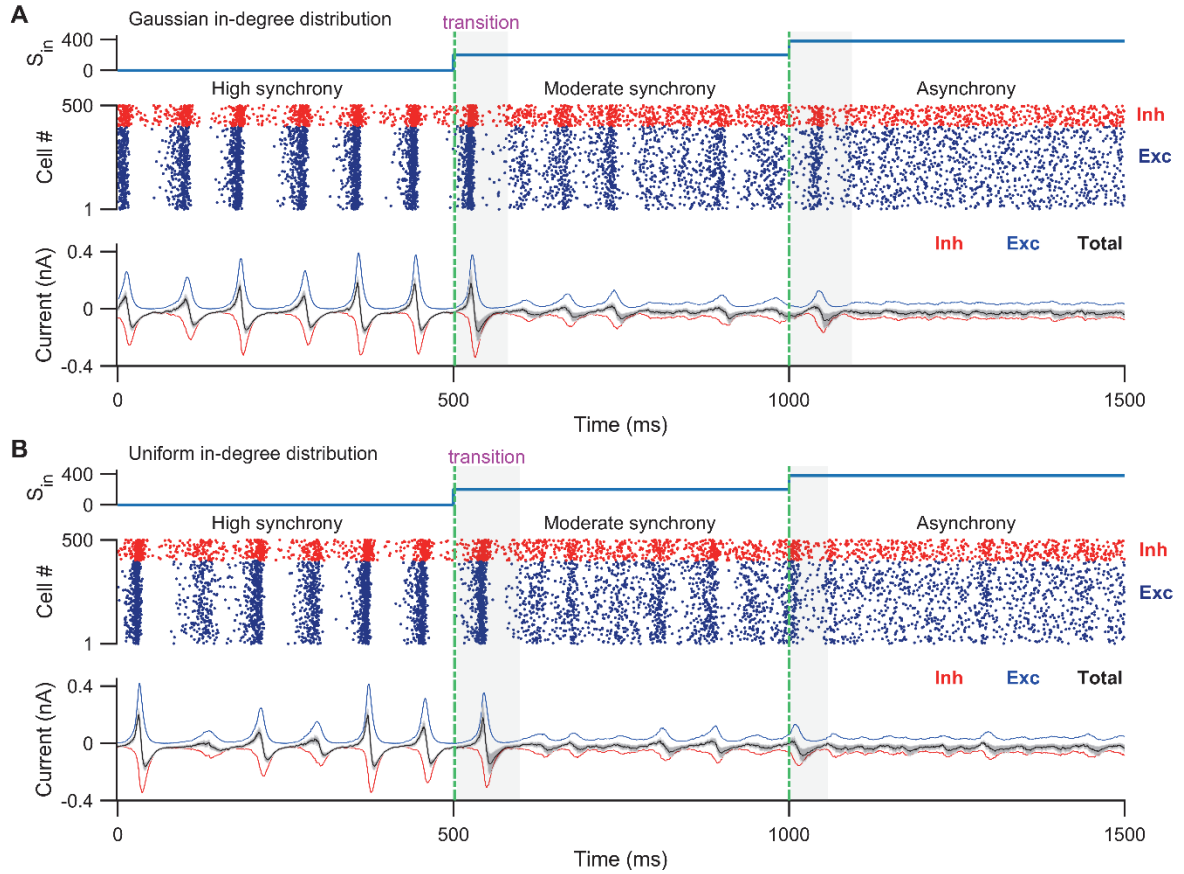 A
Gaussian in-degree distribution
transition
400
S_in
0
High synchrony
Moderate synchrony
Asynchrony
500
Inh
Cell #
Exc
1
Inh Exc Total
0.4
Current (nA)
0
-0.4
0 500 1000 1500
Time (ms)
B
Uniform in-degree distribution
transition
400
S_in
0
High synchrony
Moderate synchrony
Asynchrony
500
Inh
Cell #
Exc
1
Inh Exc Total
0.4
Current (nA)
0
-0.4
0 500 1000 1500
Time (ms)